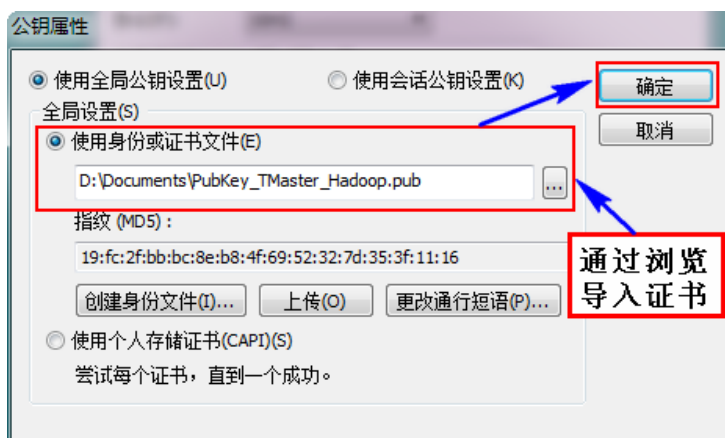 公钥属性
使用全局公钥设置(U)
使用会话公钥设置(K)
确定
全局设置(S)
取消
使用身份或证书文件(E)
D:\Documents\PubKey_TMaster_Hadoop.pub
...
指纹 (MD5)：
19:fc:2f:bb:bc:8e:b8:4f:69:52:32:7d:35:3f:11:16
通过浏览
导入证书
创建身份文件(I)...
上传(O)
更改通行短语(P)...
使用个人存储证书(CAPI)(S)
尝试每个证书，直到一个成功。